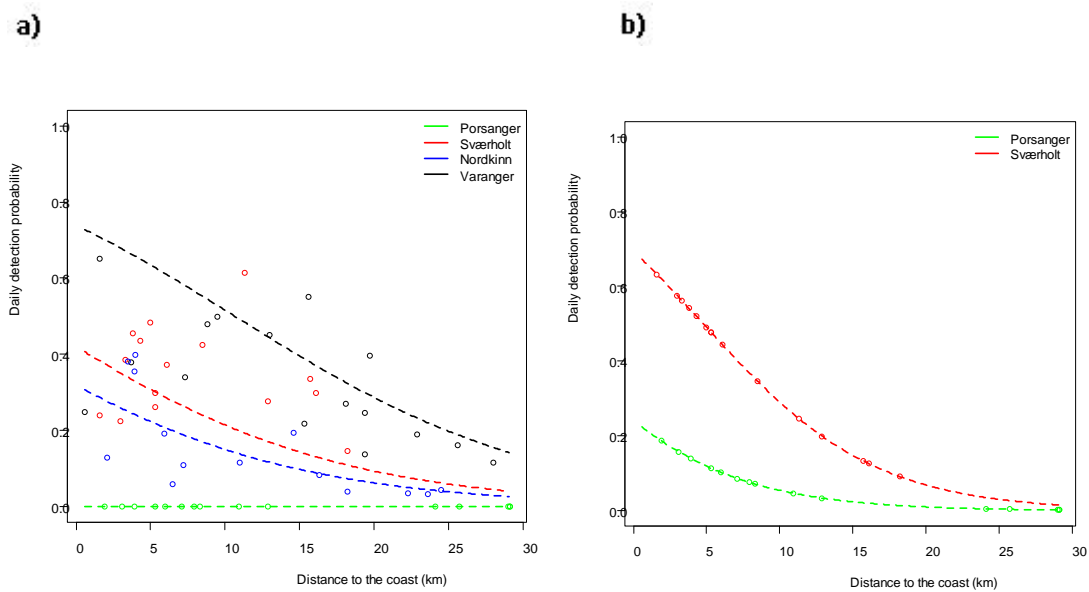 a)
Daily detection probability
1.0
0.8
0.6
0.4
0.2
0.0
Porsanger
Sværholt
Nordkinn
Varanger
0 5 10 15 20 25 30
Distance to the coast (km)
b)
Daily detection probability
1.0
0.8
0.6
0.4
0.2
0.0
Porsanger
Sværholt
0 5 10 15 20 25 30
Distance to the coast (km)